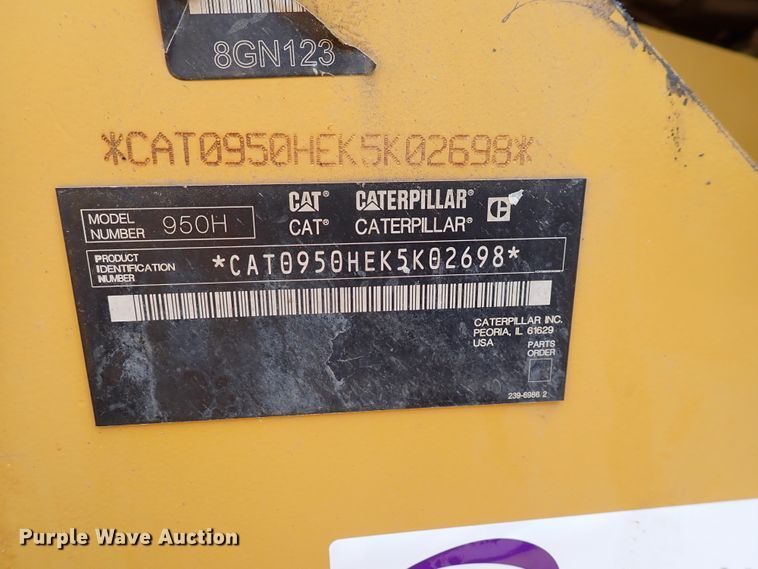 8GN123
*CAT0950HEK5K02698*
MODEL NUMBER 950H
CAT CATERPILLAR C
CAT® CATERPILLAR®
PRODUCT IDENTIFICATION NUMBER *CAT0950HEK5K02698*
CATERPILLAR INC.
PEORIA, IL 61629
USA
PARTS ORDER
239-6986 2
Purple Wave Auction